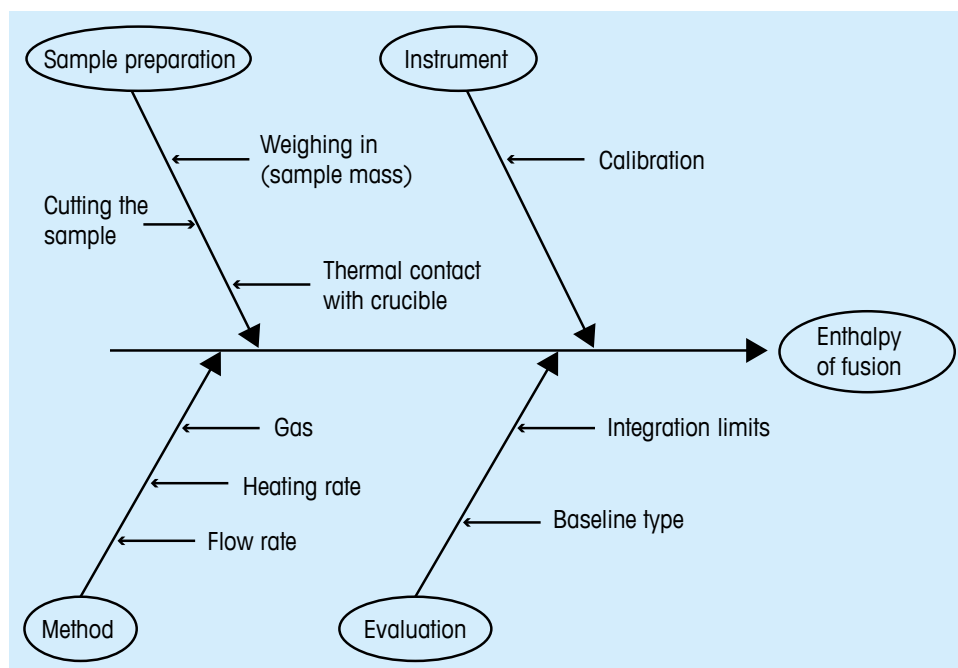 Sample preparation
Instrument
Weighing in
(sample mass)
Calibration
Cutting the
sample
Thermal contact
with crucible
Enthalpy
of fusion
Gas
Integration limits
Heating rate
Baseline type
Flow rate
Method
Evaluation